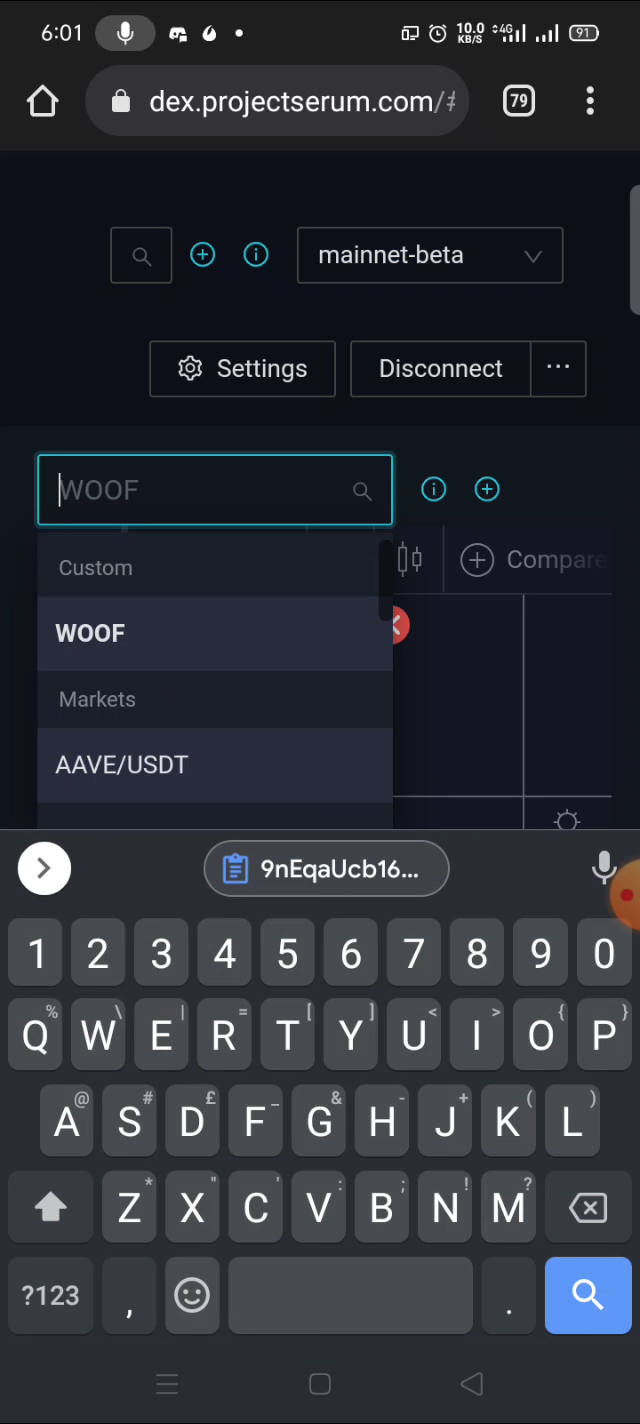 6:01
10.0 KB/S
4G
91
dex.projectserum.com/#
79
mainnet-beta
Settings
Disconnect
...
WOOF
Custom
Compare
WOOF
Markets
AAVE/USDT
9nEqaUcb16...
1 2 3 4 5 6 7 8 9 0
% \ | = [ ] < > { }
Q W E R T Y U I O P
@ # £ _ & - + ( )
A S D F G H J K L
* " ' : ; ! ?
Z X C V B N M
?123 , .